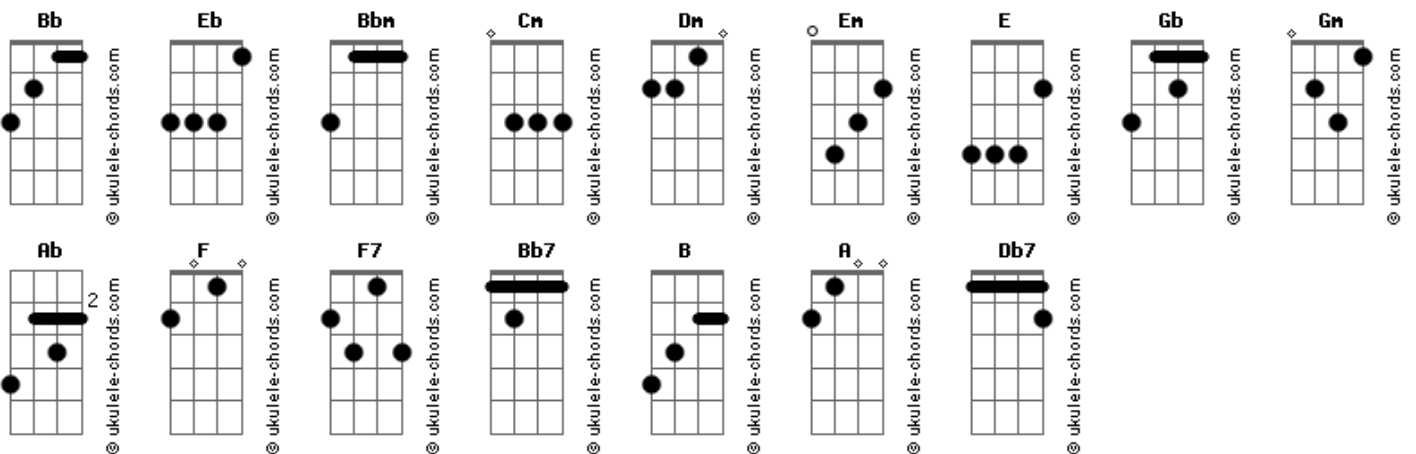 Bb Eb Bbm Cm Dm Em E Gb Gm
© ukulele-chords.com © ukulele-chords.com © ukulele-chords.com © ukulele-chords.com © ukulele-chords.com © ukulele-chords.com © ukulele-chords.com © ukulele-chords.com © ukulele-chords.com
Ab F F7 Bb7 B A Db7
2
© ukulele-chords.com © ukulele-chords.com © ukulele-chords.com © ukulele-chords.com © ukulele-chords.com © ukulele-chords.com © ukulele-chords.com